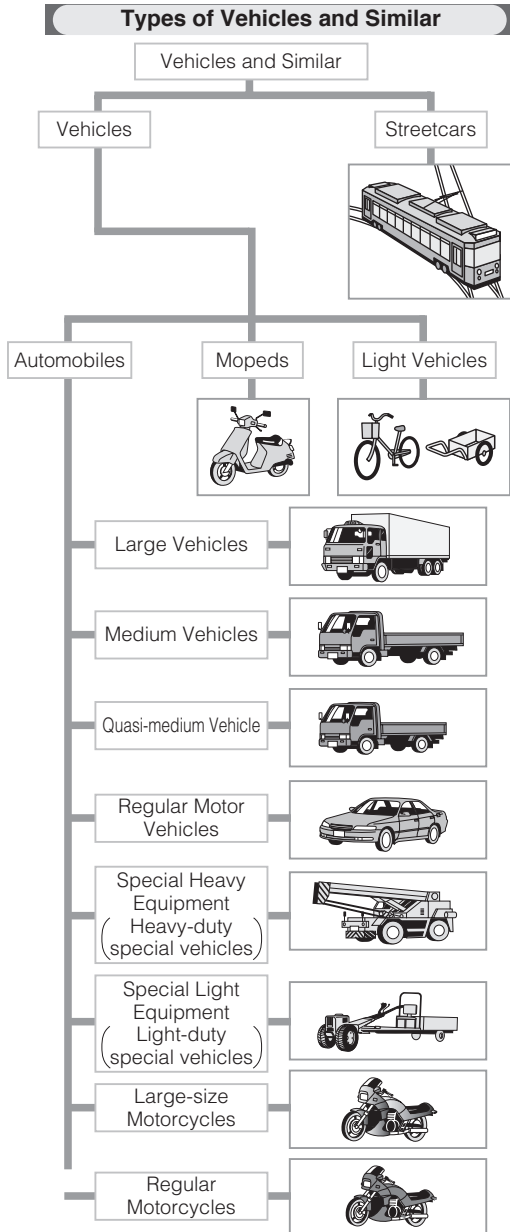 Types of Vehicles and Similar
Vehicles and Similar
Vehicles
Streetcars
Automobiles
Mopeds
Light Vehicles
Large Vehicles
Medium Vehicles
Quasi-medium Vehicle
Regular Motor
Vehicles
Special Heavy
Equipment
(Heavy-duty
special vehicles)
Special Light
Equipment
(Light-duty
special vehicles)
Large-size
Motorcycles
Regular
Motorcycles